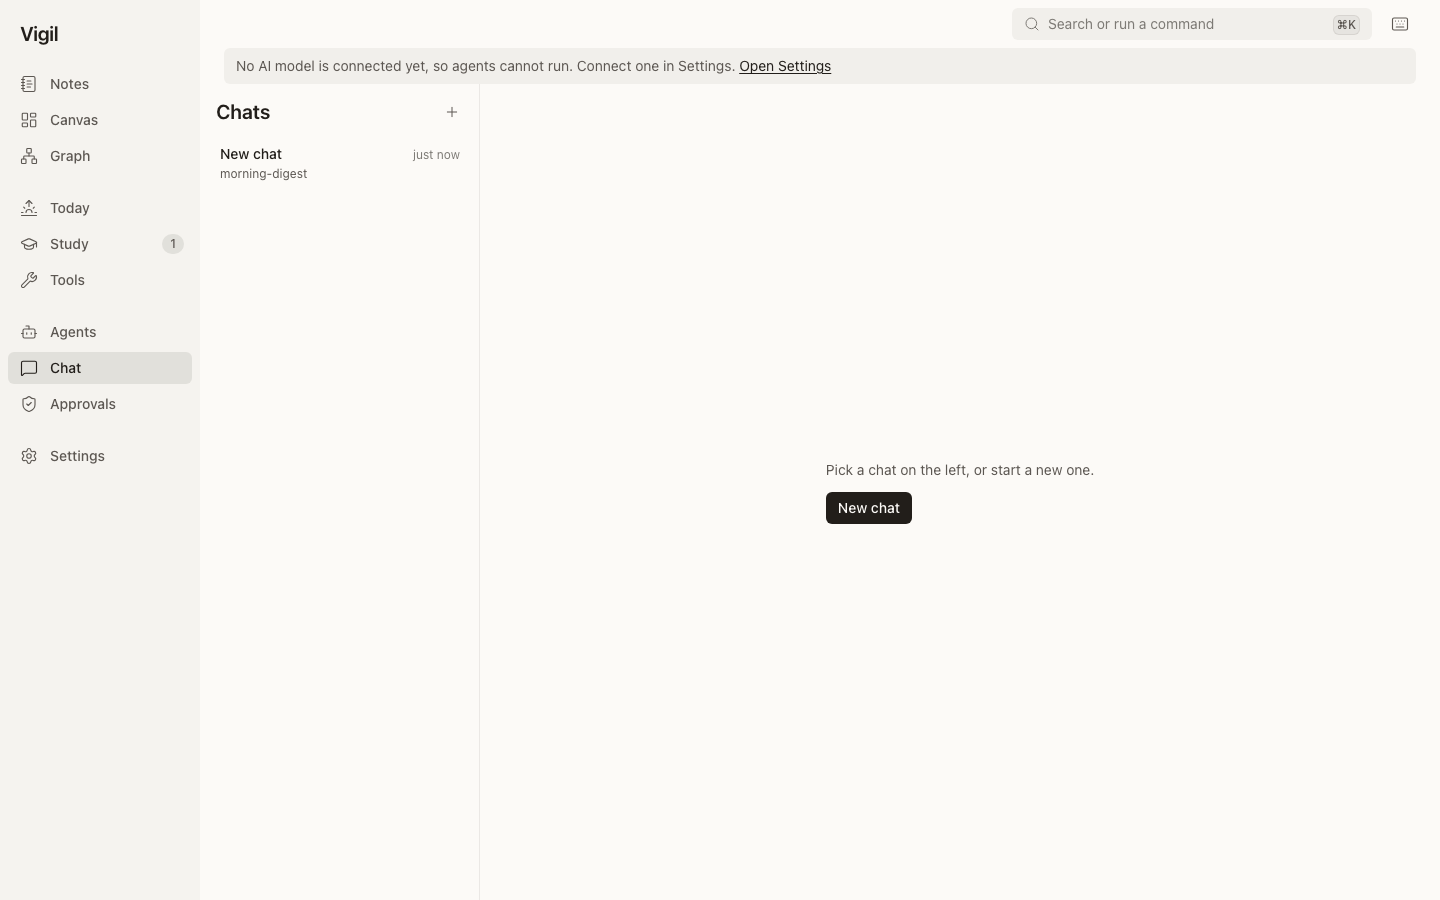 Vigil
Search or run a command ⌘K
No AI model is connected yet, so agents cannot run. Connect one in Settings. Open Settings
Notes
Canvas
Graph
Today
Study 1
Tools
Agents
Chat
Approvals
Settings
Chats
New chat just now
morning-digest
Pick a chat on the left, or start a new one.
New chat